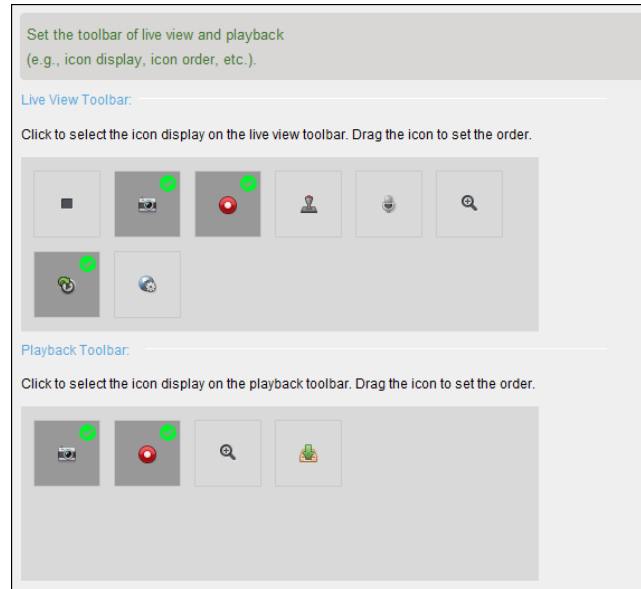 Set the toolbar of live view and playback
(e.g., icon display, icon order, etc.).
Live View Toolbar:
Click to select the icon display on the live view toolbar. Drag the icon to set the order.
Playback Toolbar:
Click to select the icon display on the playback toolbar. Drag the icon to set the order.